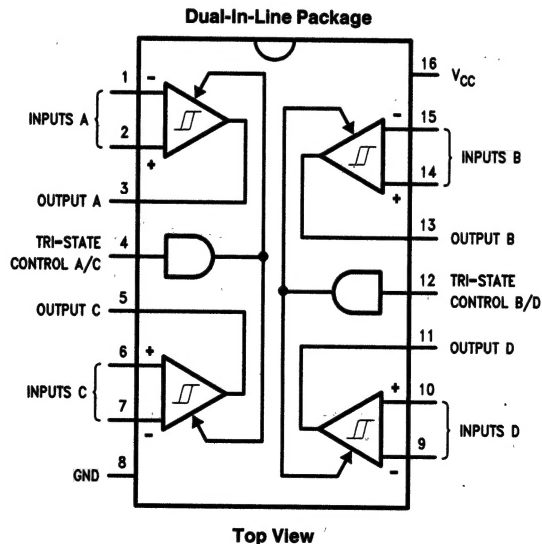 Dual-In-Line Package
1 -
INPUTS A
2
+
3
OUTPUT A
TRI-STATE
CONTROL A/C
4
5
OUTPUT C
6 +
INPUTS C
7
-
8
GND
16
VCC
- 15
INPUTS B
14
+
13
OUTPUT B
12
TRI-STATE
CONTROL B/D
11
OUTPUT D
+ 10
INPUTS D
9
-
Top View